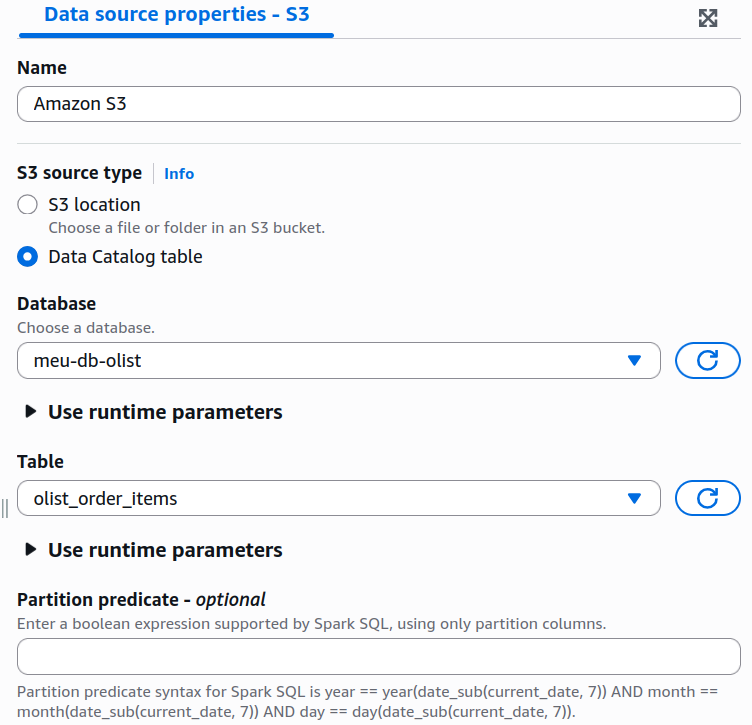 Data source properties - S3
Name
Amazon S3
S3 source type
Info
S3 location
Choose a file or folder in an S3 bucket.
Data Catalog table
Database
Choose a database.
meu-db-olist
Use runtime parameters
Table
olist_order_items
Use runtime parameters
Partition predicate - optional
Enter a boolean expression supported by Spark SQL, using only partition columns.
Partition predicate syntax for Spark SQL is year == year(date_sub(current_date, 7)) AND month ==
month(date_sub(current_date, 7)) AND day == day(date_sub(current_date, 7)).